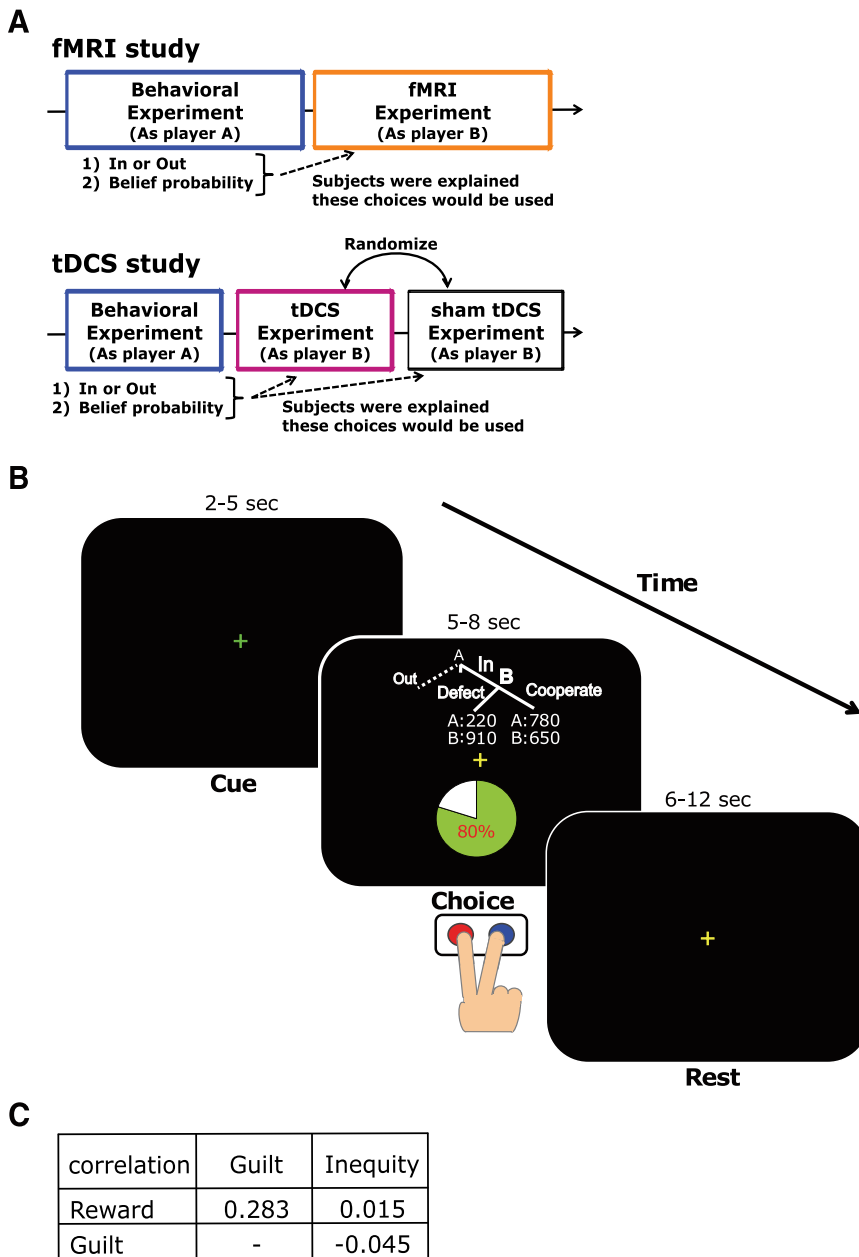 A
fMRI study
Behavioral
Experiment
(As player A)
fMRI
Experiment
(As player B)
1) In or Out
2) Belief probability
Subjects were explained
these choices would be used
tDCS study
Randomize
Behavioral
Experiment
(As player A)
tDCS
Experiment
(As player B)
sham tDCS
Experiment
(As player B)
1) In or Out
2) Belief probability
Subjects were explained
these choices would be used
B
2-5 sec
Cue
Time
5-8 sec
A
In
Out
B
Defect
Cooperate
A:220 A:780
B:910 B:650
80%
Choice
6-12 sec
Rest
C
correlation Guilt Inequity
Reward 0.283 0.015
Guilt - -0.045